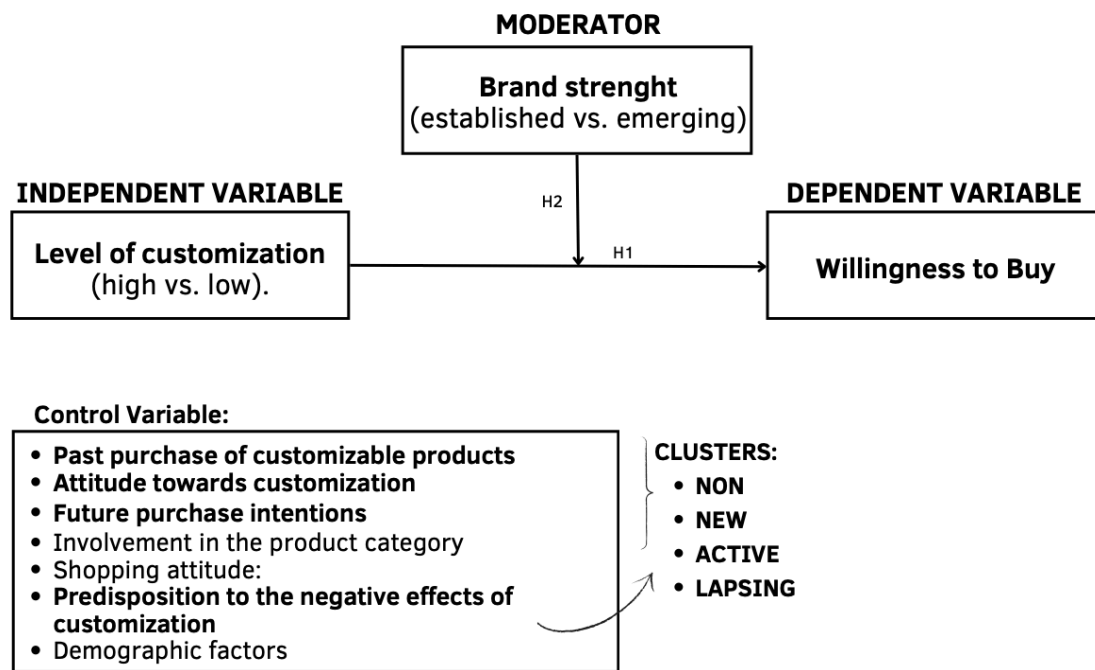 MODERATOR
Brand strenght
(established vs. emerging)
INDEPENDENT VARIABLE
Level of customization
(high vs. low).
H2
H1
DEPENDENT VARIABLE
Willingness to Buy
Control Variable:
• Past purchase of customizable products
• Attitude towards customization
• Future purchase intentions
• Involvement in the product category
• Shopping attitude:
• Predisposition to the negative effects of
customization
• Demographic factors
CLUSTERS:
• NON
• NEW
• ACTIVE
• LAPSING